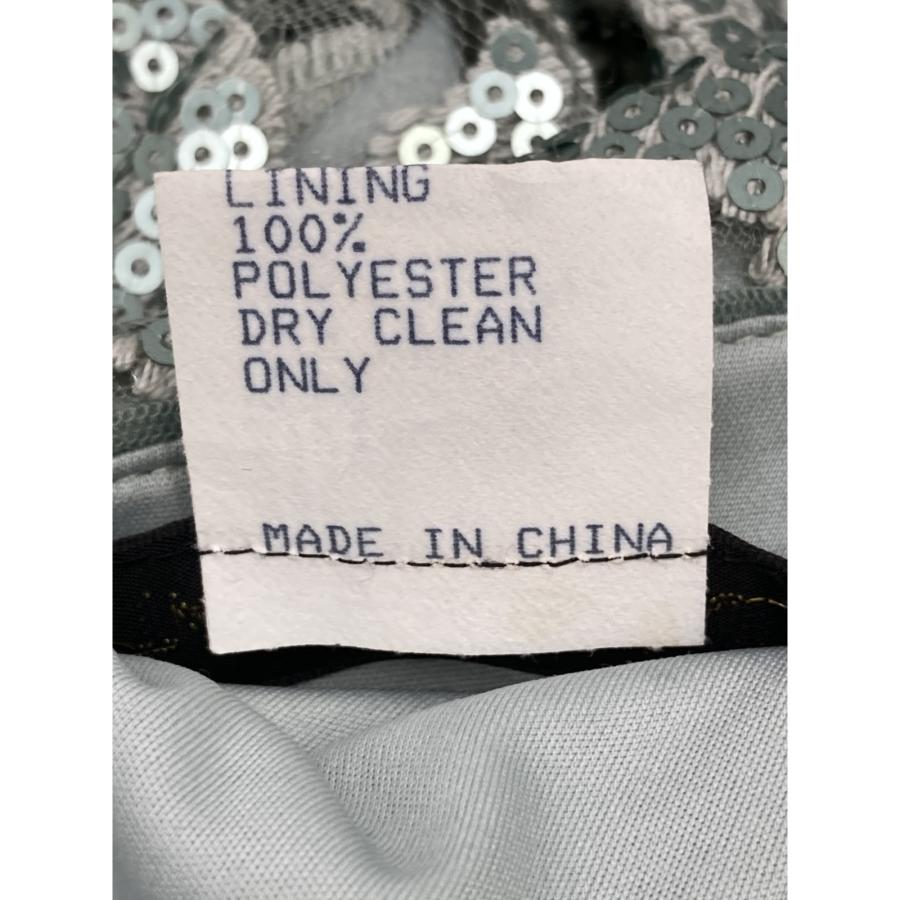 LINING
100%
POLYESTER
DRY CLEAN
ONLY
MADE IN CHINA